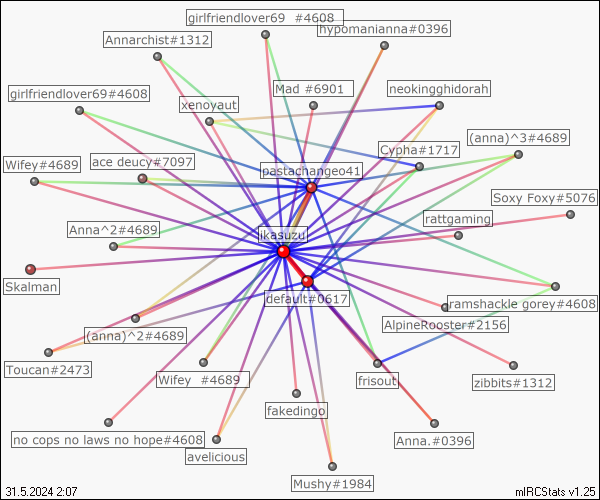 girlfriendlover69 #4608
hypomanianna#0396
Annarchist#1312
girlfriendlover69#4608
Mad #6901
neokingghidorah
xenoyaut
(anna)^3#4689
Cypha#1717
Wifey#4689
ace deucy#7097
pastachangeo41
Soxy Foxy#5076
rattgaming
Anna^2#4689
ikasuzu
Skalman
default#0617
ramshackle gorey#4608
AlpineRooster#2156
(anna)^2#4689
Toucan#2473
Wifey #4689
frisout
zibbits#1312
fakedingo
no cops no laws no hope#4608
Anna.#0396
avelicious
Mushy#1984
31.5.2024 2:07
mIRCStats v1.25